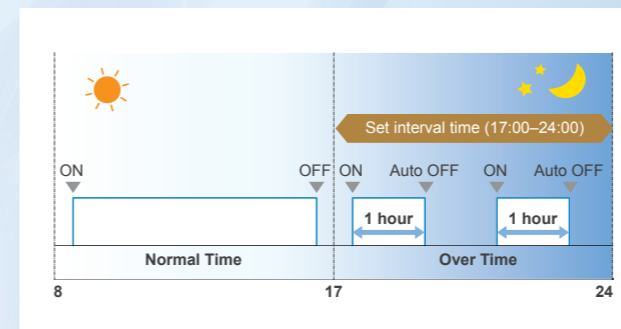 Set interval time (17:00–24:00)
ON OFF ON Auto OFF ON Auto OFF
1 hour 1 hour
Normal Time Over Time
8 17 24